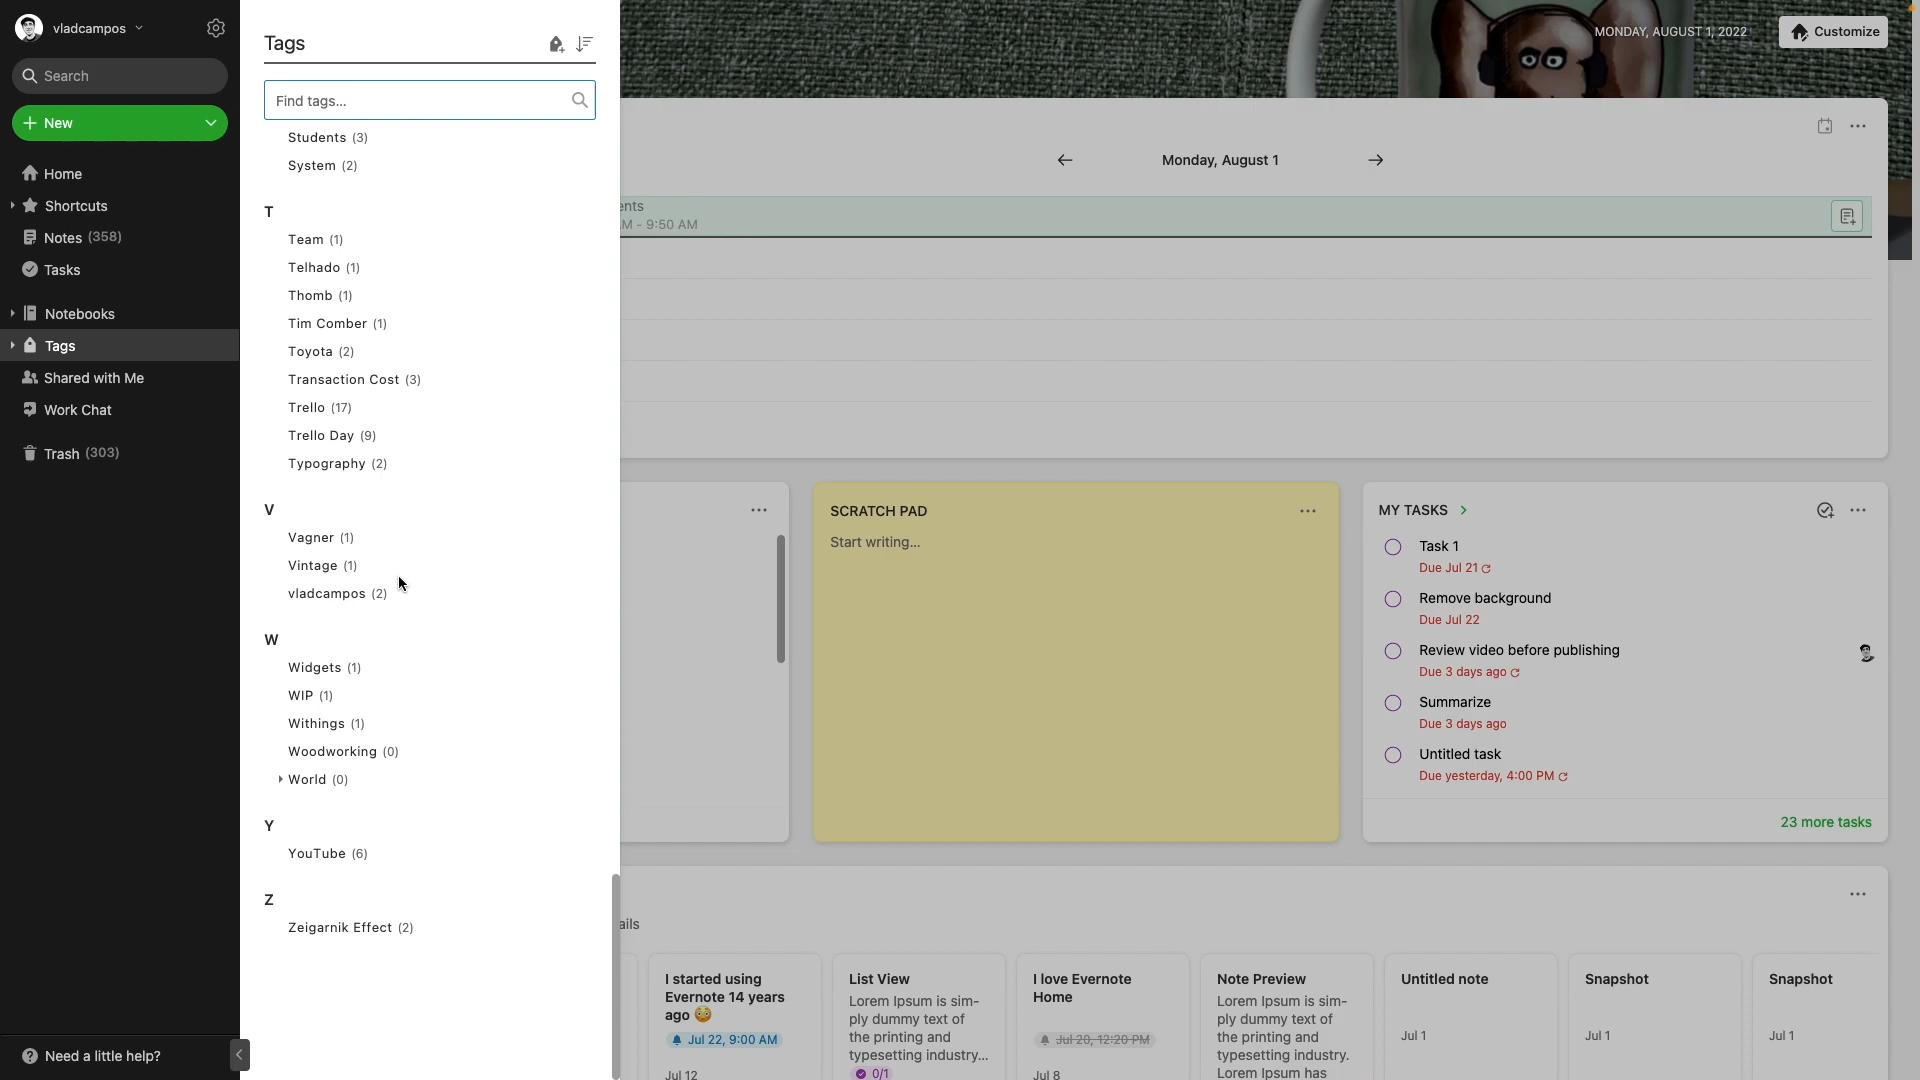 vladcampos
Search
New
Home
Shortcuts
Notes (358)
Tasks
Notebooks
Tags
Shared with Me
Work Chat
Trash (303)
Need a little help?
Tags
Find tags...
Students (3)
System (2)
T
Team (1)
Telhado (1)
Thomb (1)
Tim Comber (1)
Toyota (2)
Transaction Cost (3)
Trello (17)
Trello Day (9)
Typography (2)
V
Vagner (1)
Vintage (1)
vladcampos (2)
W
Widgets (1)
WIP (1)
Withings (1)
Woodworking (0)
World (0)
Y
YouTube (6)
Z
Zeigarnik Effect (2)
MONDAY, AUGUST 1, 2022
Customize
Monday, August 1
ents
M - 9:50 AM
SCRATCH PAD
Start writing...
MY TASKS
Task 1
Due Jul 21
Remove background
Due Jul 22
Review video before publishing
Due 3 days ago
Summarize
Due 3 days ago
Untitled task
Due yesterday, 4:00 PM
23 more tasks
ails
I started using
Evernote 14 years
ago 😳
Jul 22, 9:00 AM
Jul 12
List View
Lorem Ipsum is sim-
ply dummy text of
the printing and
typesetting industry...
0/1
I love Evernote
Home
Jul 20, 12:20 PM
Jul 8
Note Preview
Lorem Ipsum is sim-
ply dummy text of
the printing and
typesetting industry.
Lorem Ipsum has
Untitled note
Jul 1
Snapshot
Jul 1
Snapshot
Jul 1